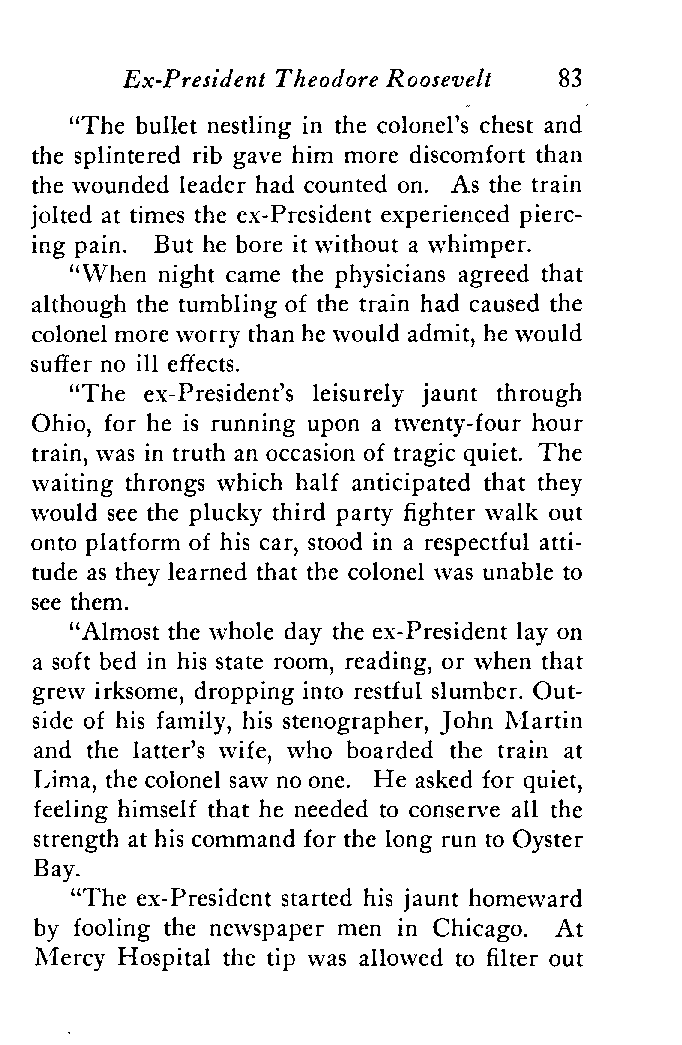 Ex-President Theodore Roosevelt 83
“The bullet nestling in the colonel’s chest and
the splintered rib gave him more discomfort than
the wounded leader had counted on. As the train
jolted at times the ex-President experienced pierc-
ing pain. But he bore it without a whimper.
“When night came the physicians agreed that
although the tumbling of the train had caused the
colonel more worry than he would admit, he would
suffer no ill effects.
“The ex-President’s leisurely jaunt through
Ohio, for he is running upon a twenty-four hour
train, was in truth an occasion of tragic quiet. The
waiting throngs which half anticipated that they
would see the plucky third party fighter walk out
onto platform of his car, stood in a respectful atti-
tude as they learned that the colonel was unable to
see them.
“Almost the whole day the ex-President lay on
a soft bed in his state room, reading, or when that
grew irksome, dropping into restful slumber. Out-
side of his family, his stenographer, John Martin
and the latter’s wife, who boarded the train at
Lima, the colonel saw no one. He asked for quiet,
feeling himself that he needed to conserve all the
strength at his command for the long run to Oyster
Bay.
“The ex-President started his jaunt homeward
by fooling the newspaper men in Chicago. At
Mercy Hospital the tip was allowed to filter out